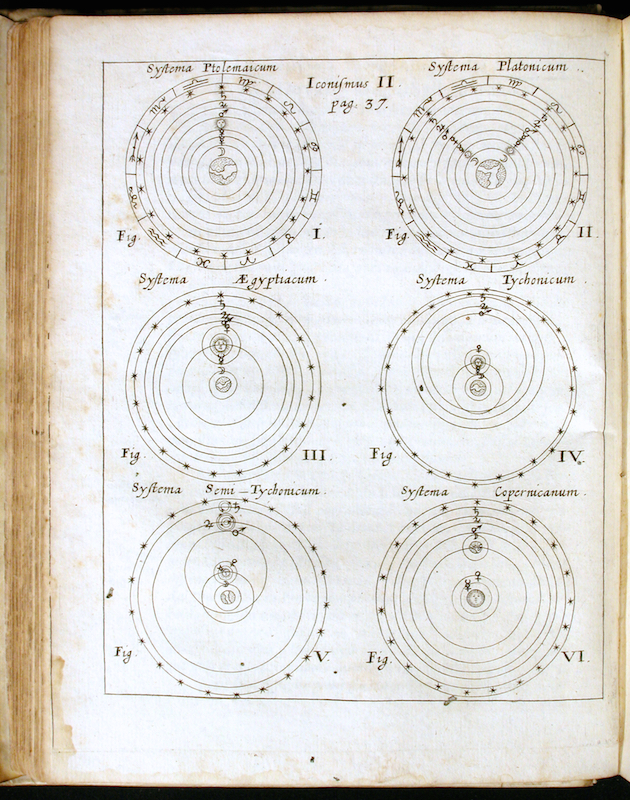 Systema Ptolemaicum
Iconiſmus II.
pag: 37.
Syſtema Platonicum
Fig. I.
Fig. II.
Syſtema Ægyptiacum.
Syſtema Tychonicum.
Fig. III.
Fig. IV.
Syſtema Semi-Tychonicum.
Syſtema Copernicanum.
Fig. V.
Fig. VI.